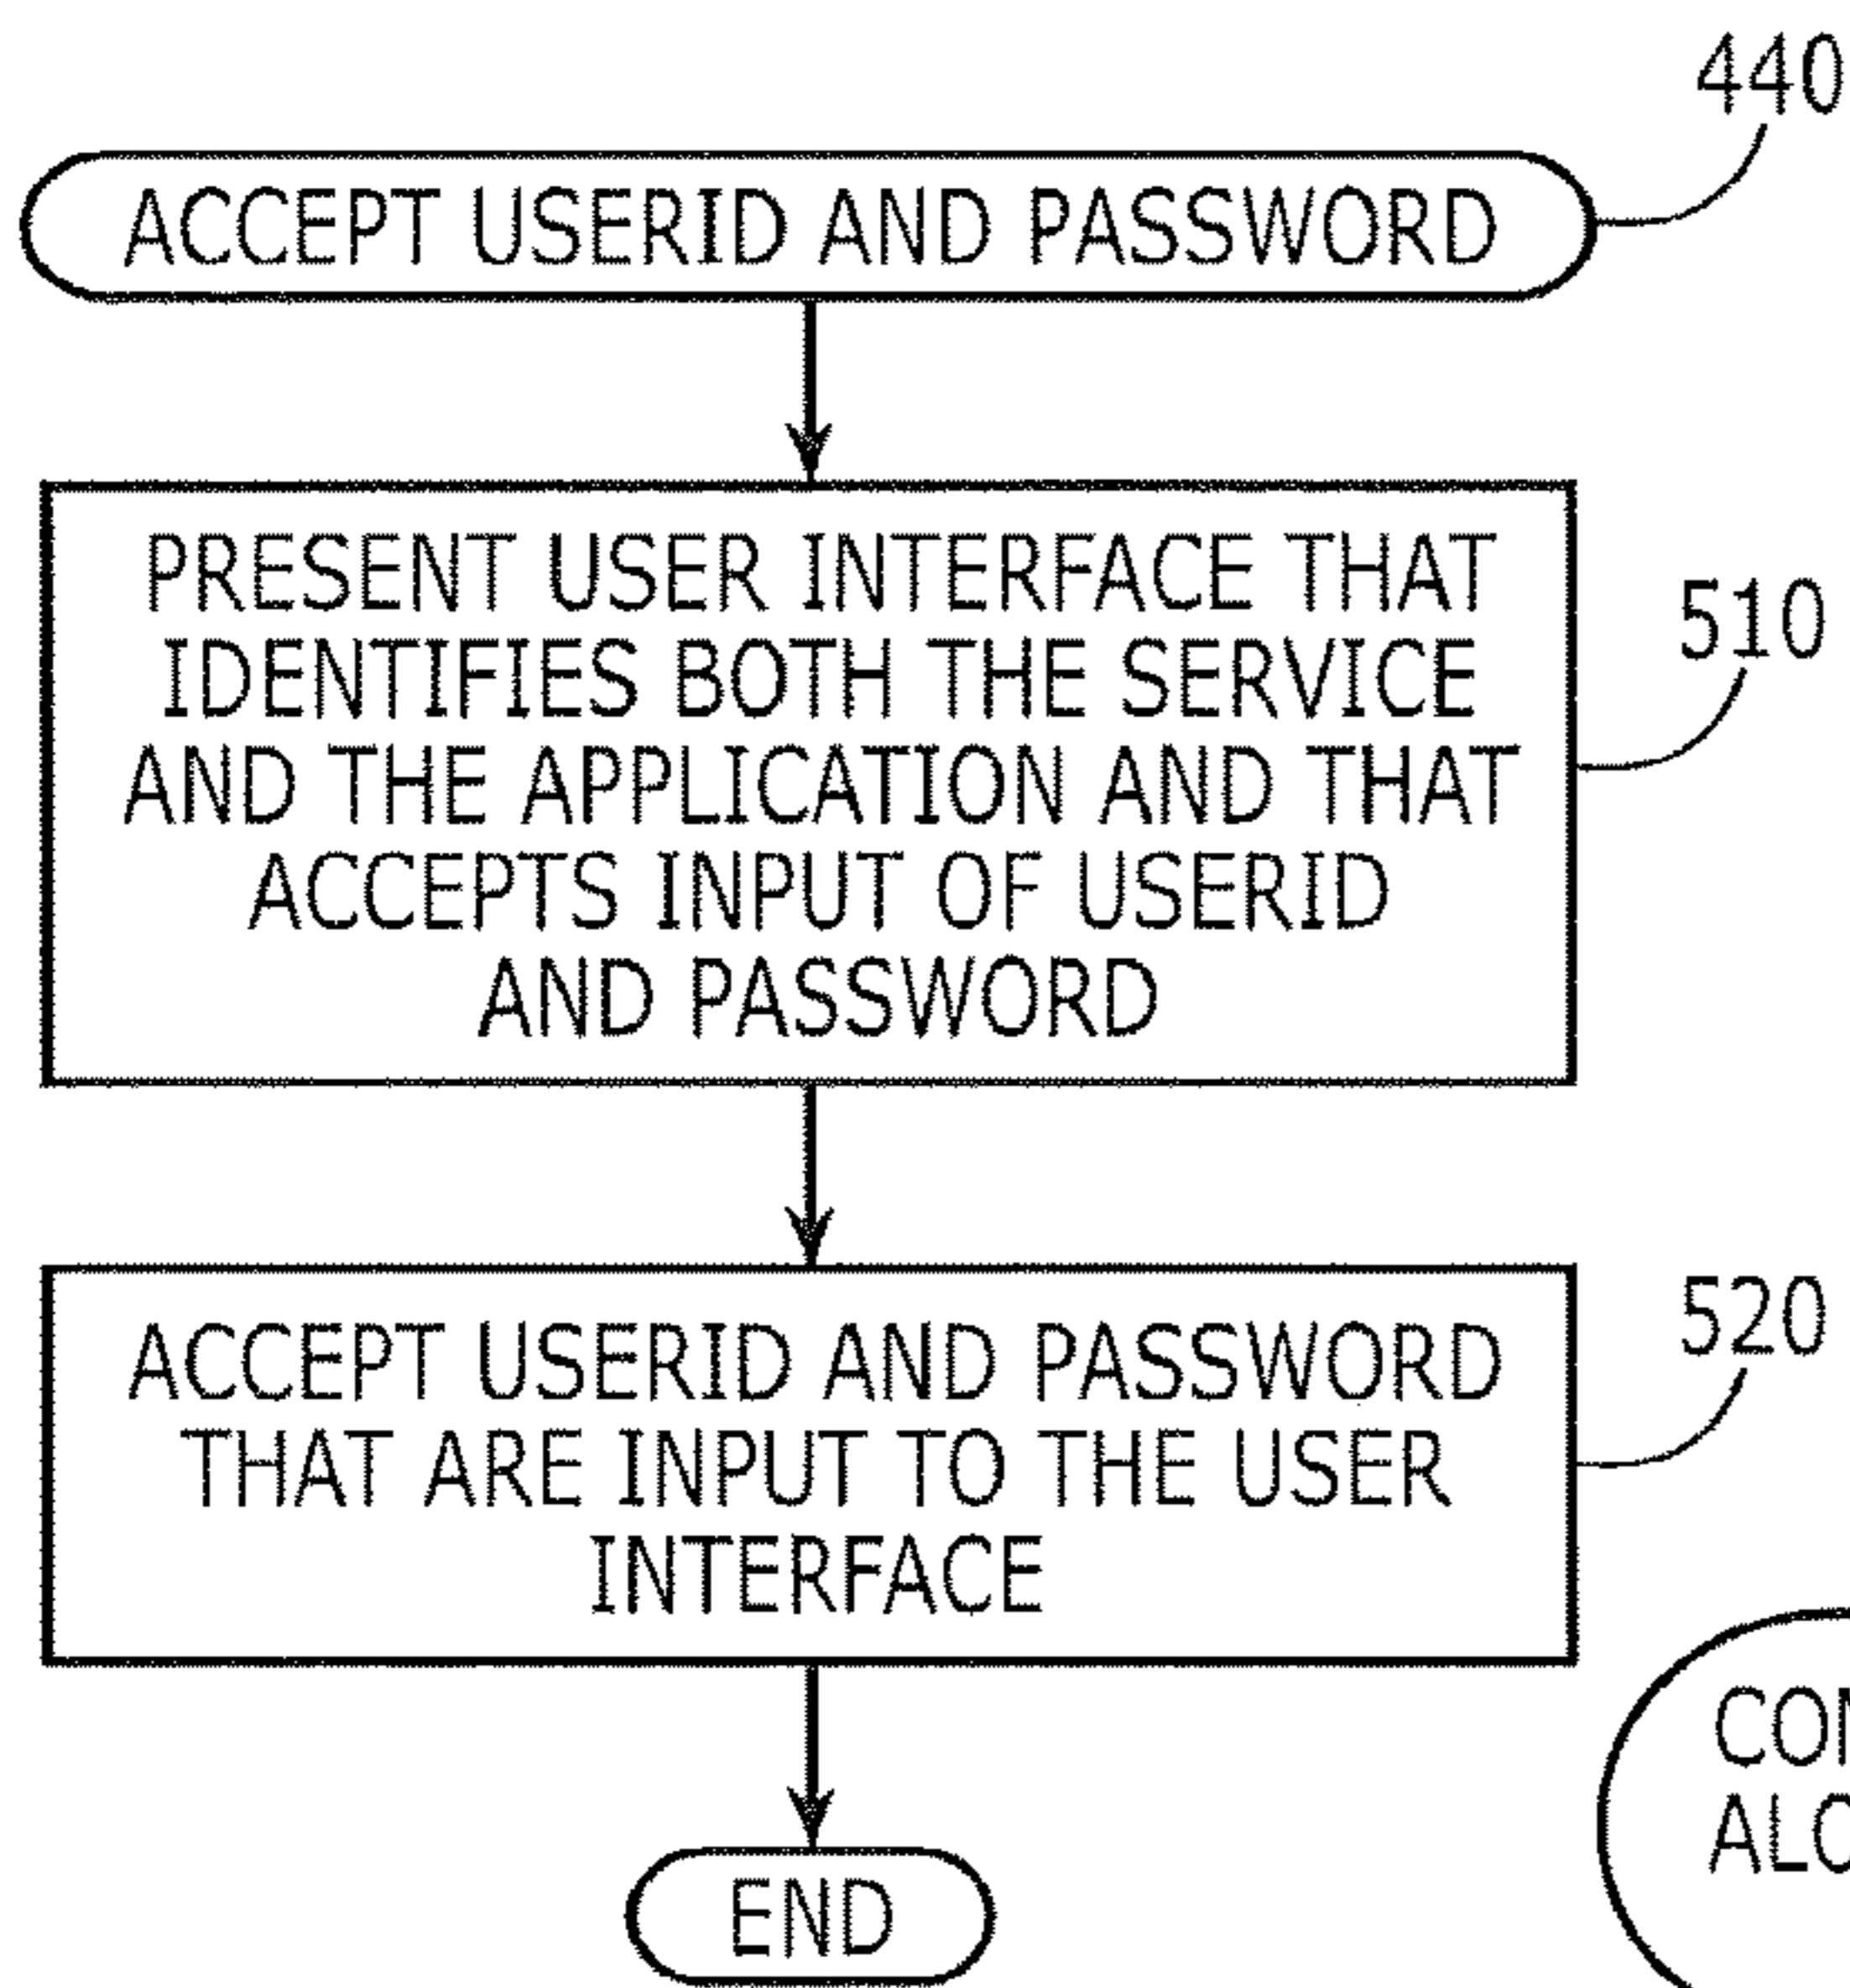 440
ACCEPT USERID AND PASSWORD
PRESENT USER INTERFACE THAT
IDENTIFIES BOTH THE SERVICE
AND THE APPLICATION AND THAT
ACCEPTS INPUT OF USERID
AND PASSWORD
510
ACCEPT USERID AND PASSWORD
THAT ARE INPUT TO THE USER
INTERFACE
520
END